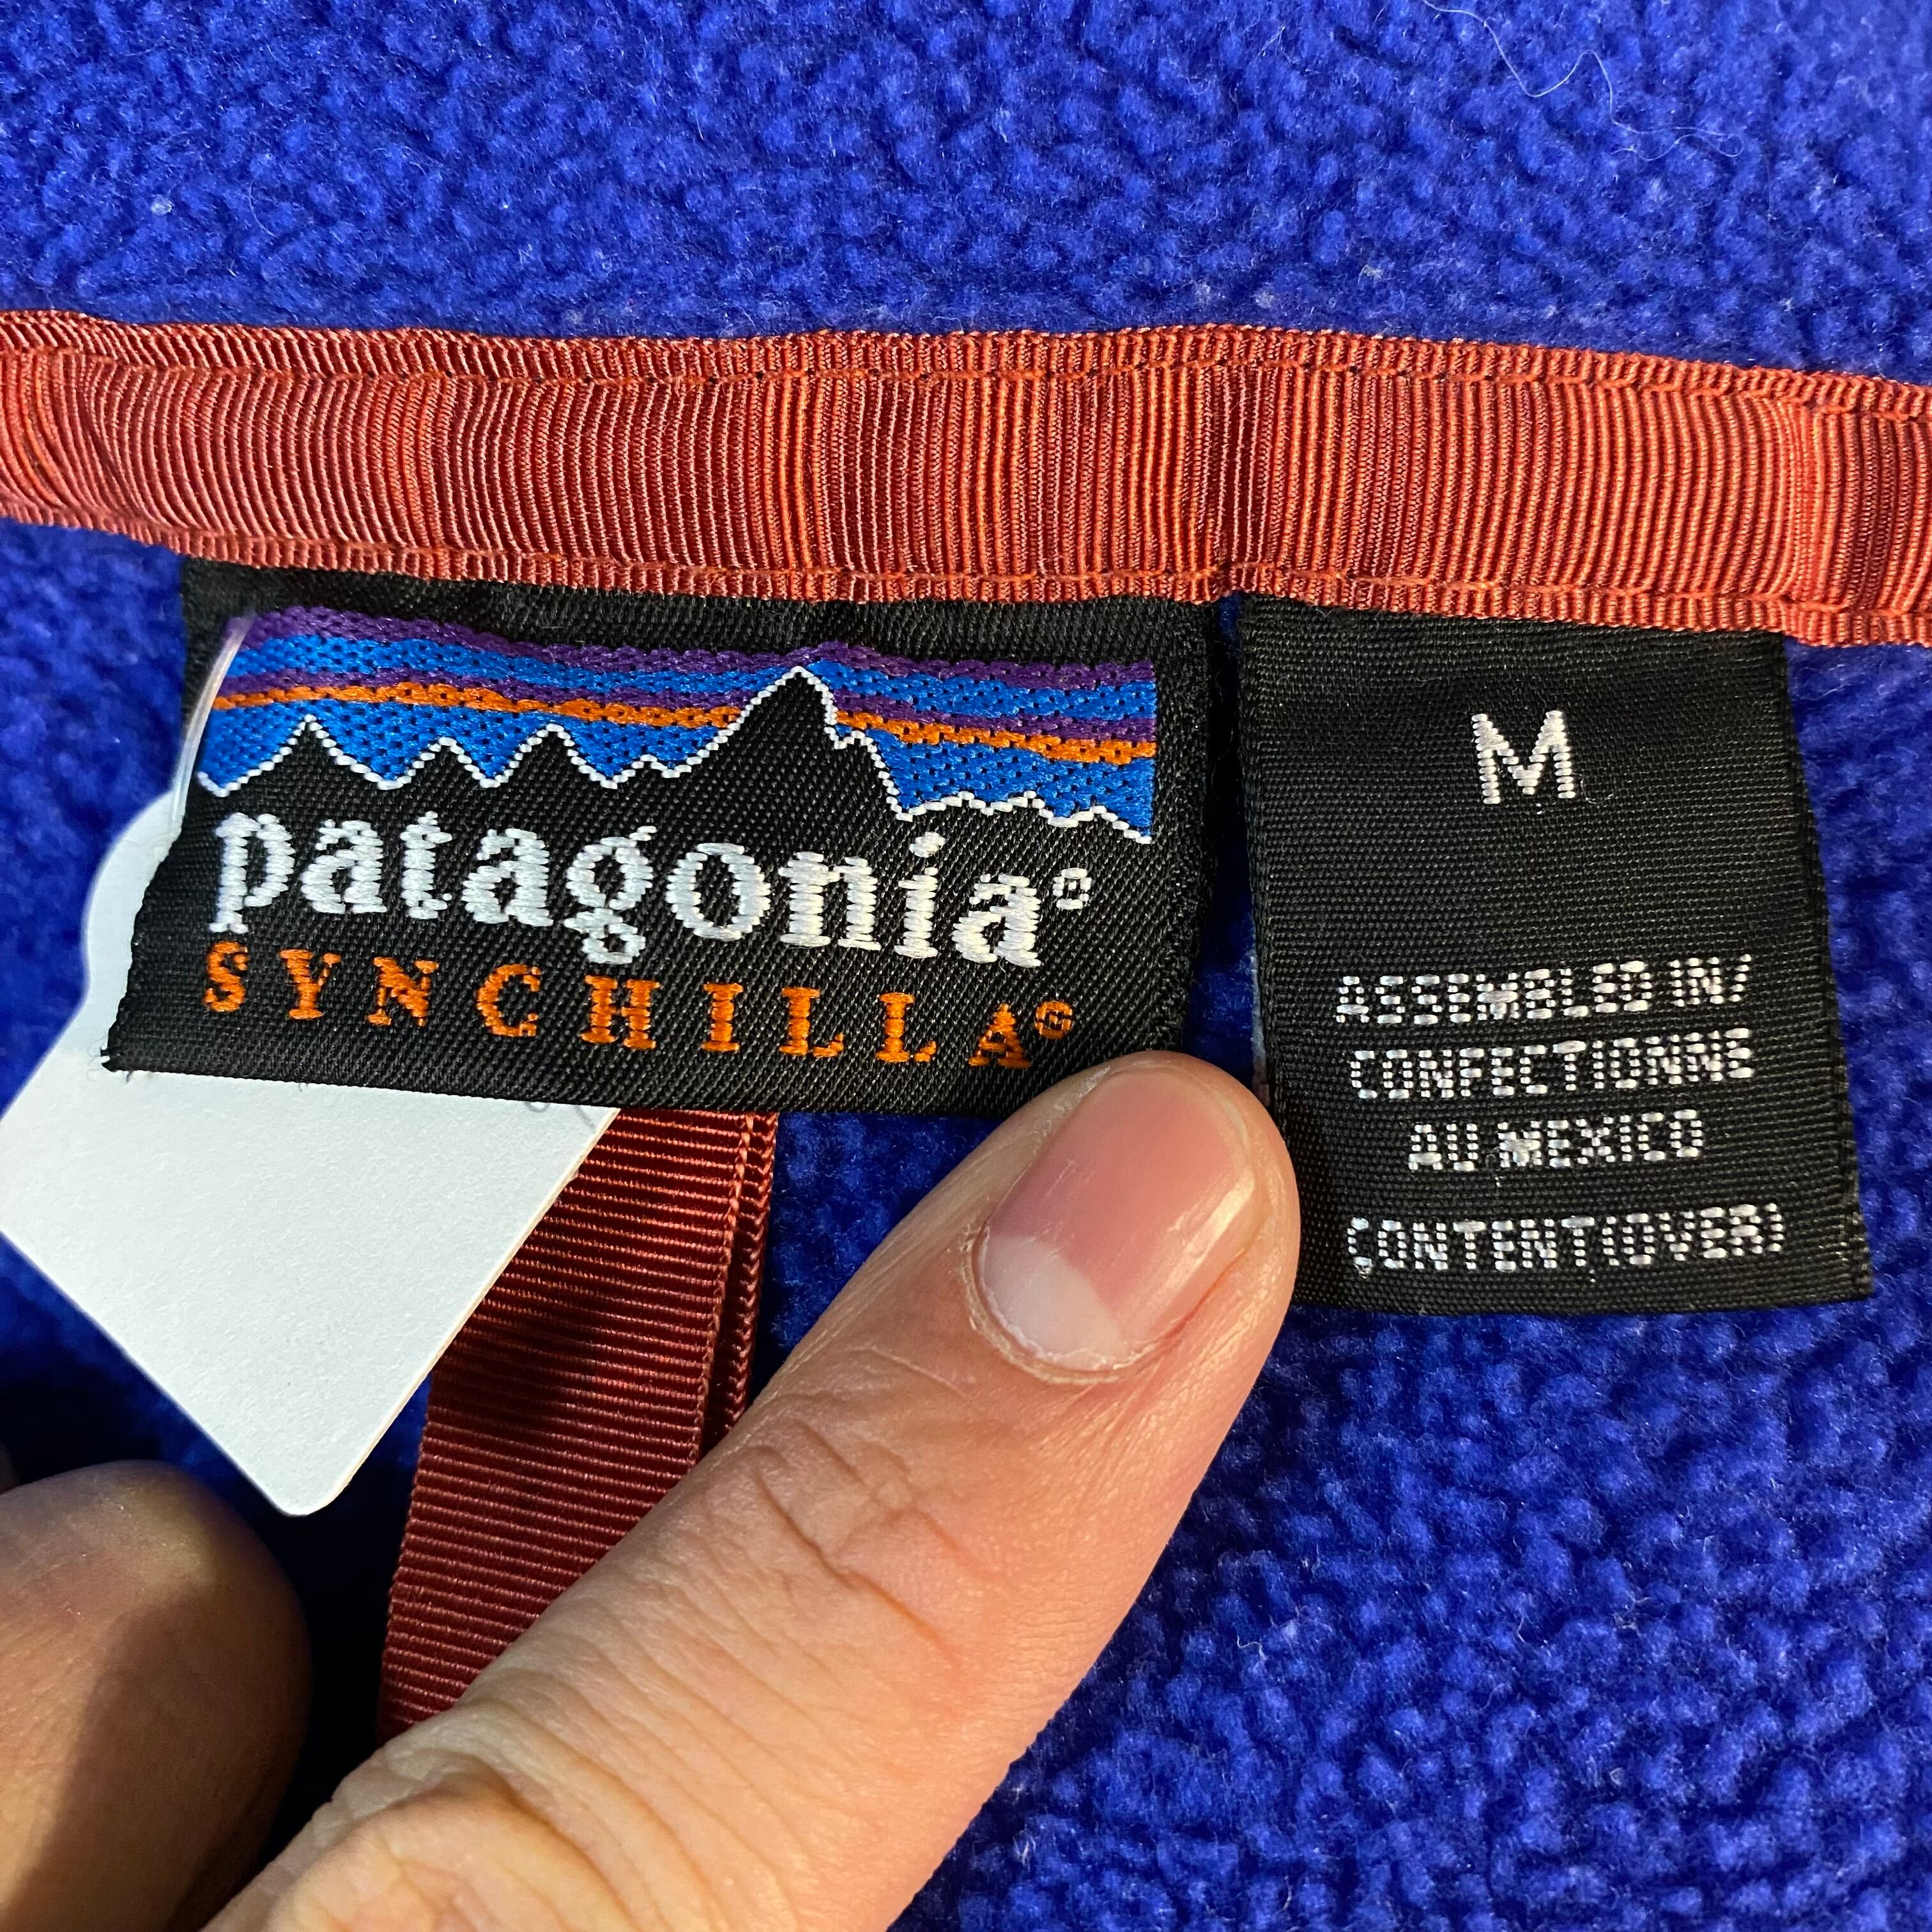 patagonia®
SYNCHILLA®
M
ASSEMBLED IN/
CONFECTIONNE
AU MEXICO
CONTENT(OVER)